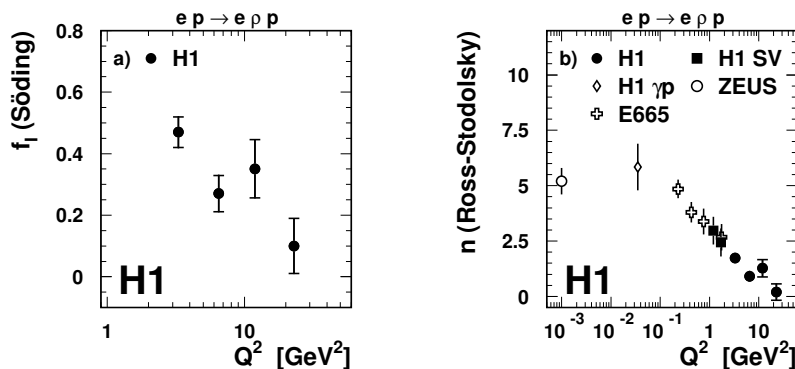 e p → e ρ p
a) H1
f_I (Söding)
0.8
0.6
0.4
0.2
0
H1
1 10
Q² [GeV²]
e p → e ρ p
b) H1 H1 SV
H1 γp ZEUS
E665
n (Ross-Stodolsky)
10
7.5
5
2.5
0
H1
10⁻³ 10⁻² 10⁻¹ 1 10
Q² [GeV²]